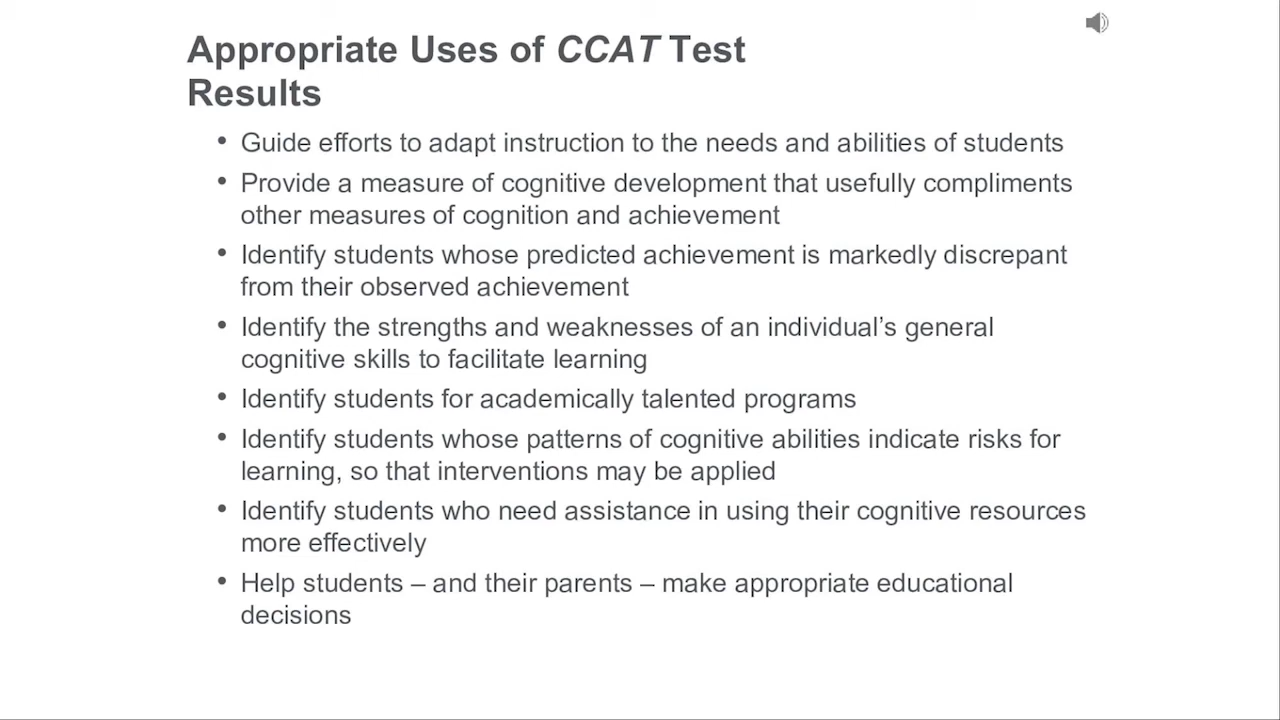 Appropriate Uses of CCAT Test
Results
• Guide efforts to adapt instruction to the needs and abilities of students
• Provide a measure of cognitive development that usefully compliments
other measures of cognition and achievement
• Identify students whose predicted achievement is markedly discrepant
from their observed achievement
• Identify the strengths and weaknesses of an individual’s general
cognitive skills to facilitate learning
• Identify students for academically talented programs
• Identify students whose patterns of cognitive abilities indicate risks for
learning, so that interventions may be applied
• Identify students who need assistance in using their cognitive resources
more effectively
• Help students – and their parents – make appropriate educational
decisions